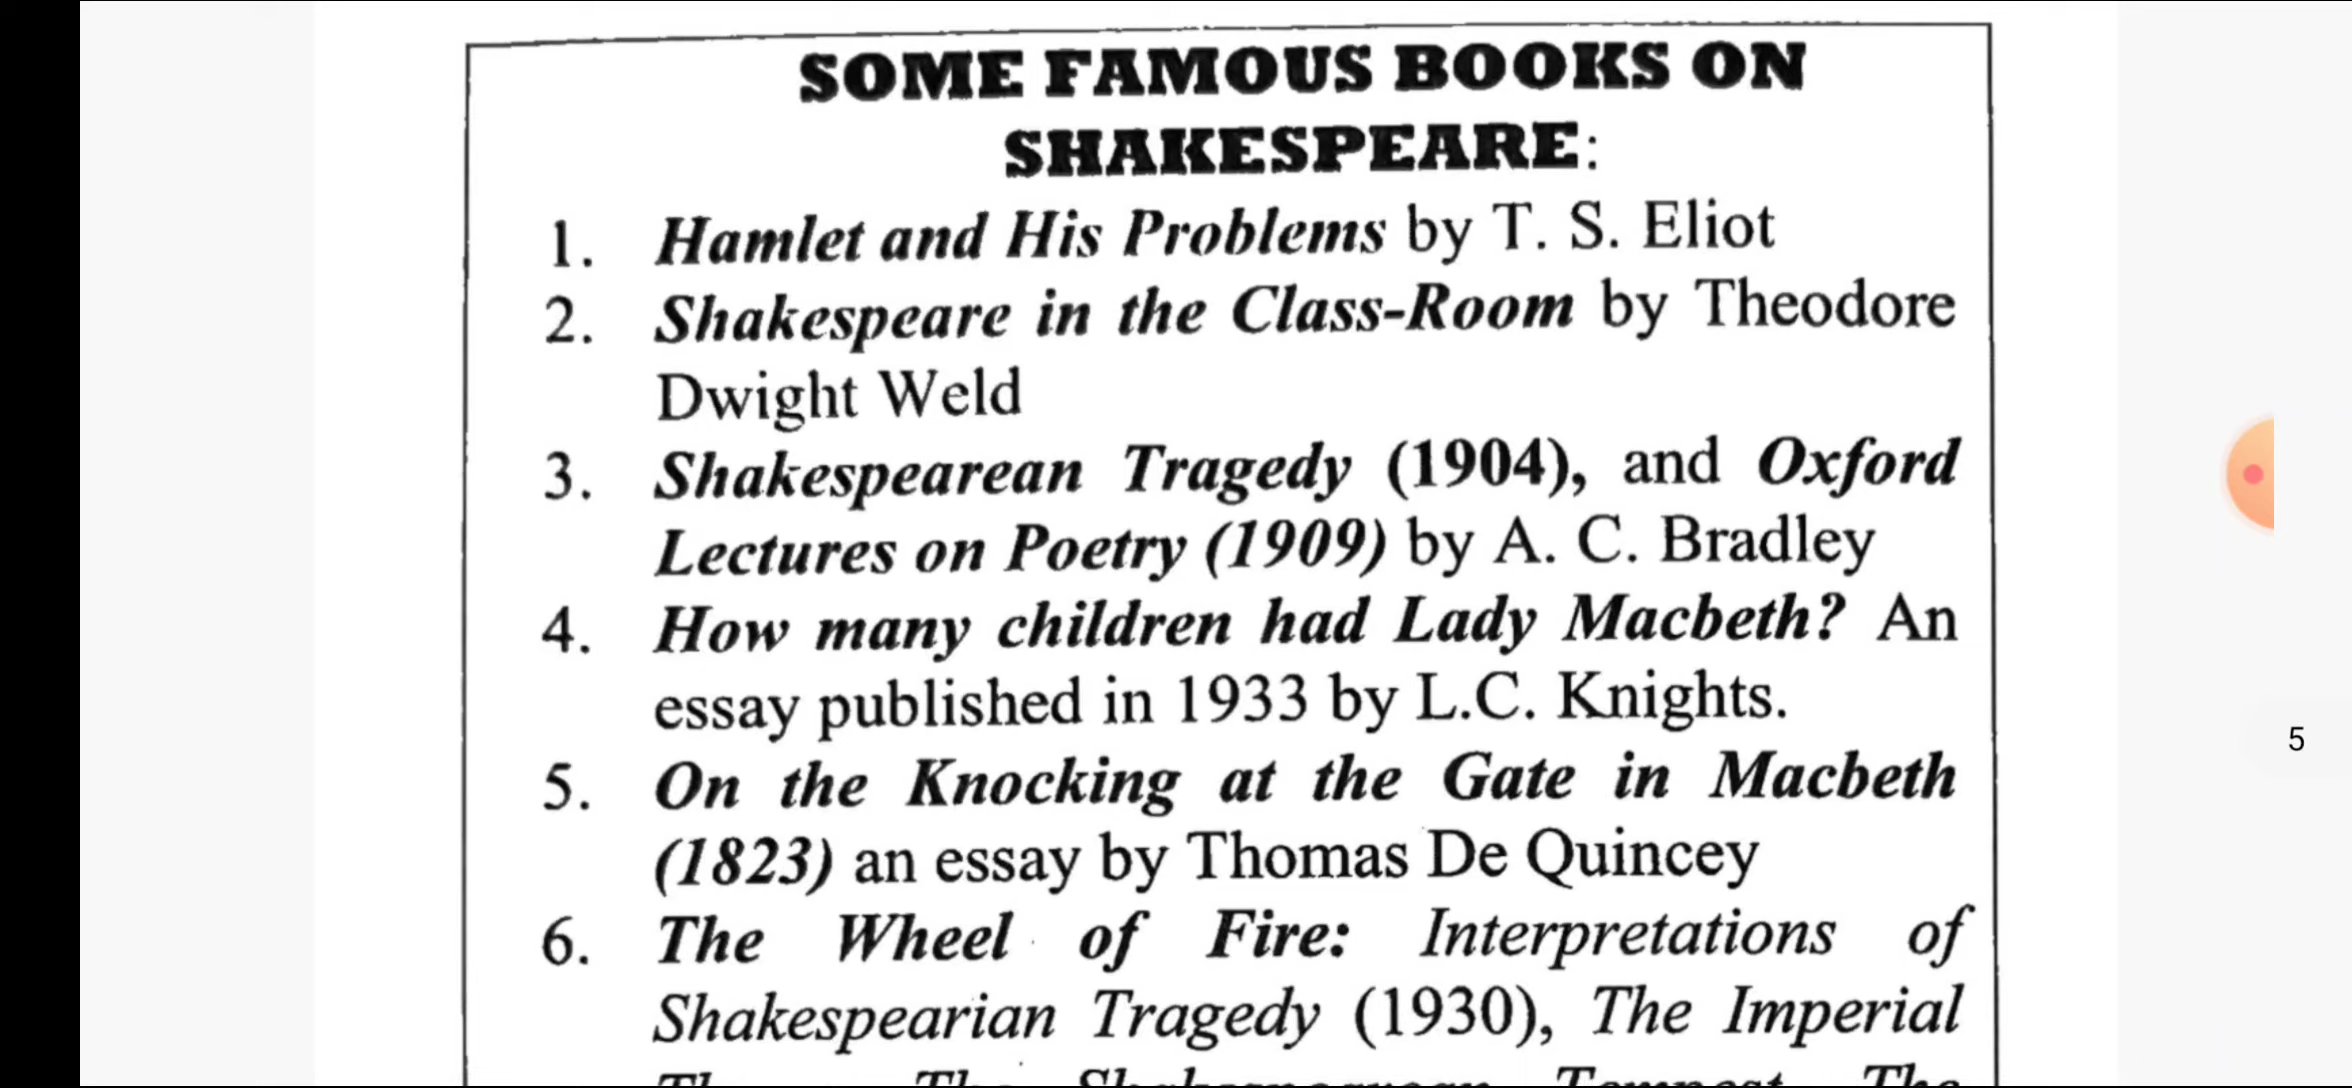 SOME FAMOUS BOOKS ON
SHAKESPEARE:
1. Hamlet and His Problems by T. S. Eliot
2. Shakespeare in the Class-Room by Theodore
Dwight Weld
3. Shakespearean Tragedy (1904), and Oxford
Lectures on Poetry (1909) by A. C. Bradley
4. How many children had Lady Macbeth? An
essay published in 1933 by L.C. Knights.
5. On the Knocking at the Gate in Macbeth
(1823) an essay by Thomas De Quincey
6. The Wheel of Fire: Interpretations of
Shakespearian Tragedy (1930), The Imperial
5